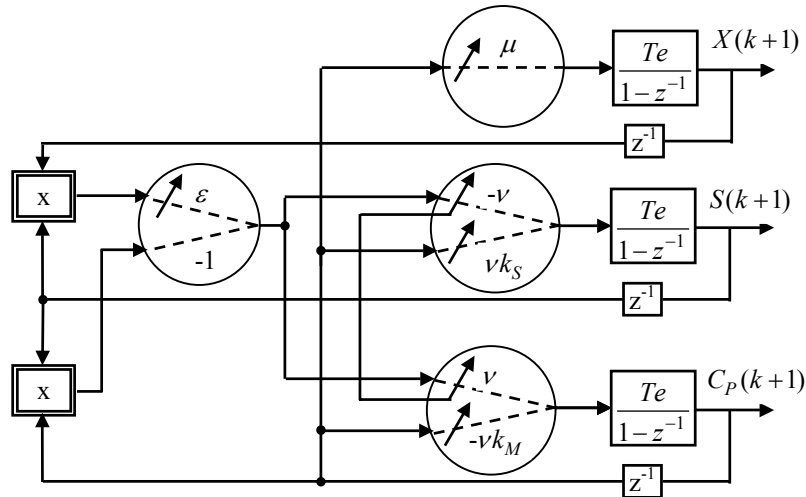 μ
Te
1 − z⁻¹
X(k+1)
z⁻¹
x
ε
-1
-ν
νk_S
Te
1 − z⁻¹
S(k+1)
z⁻¹
x
ν
-νk_M
Te
1 − z⁻¹
C_P(k+1)
z⁻¹